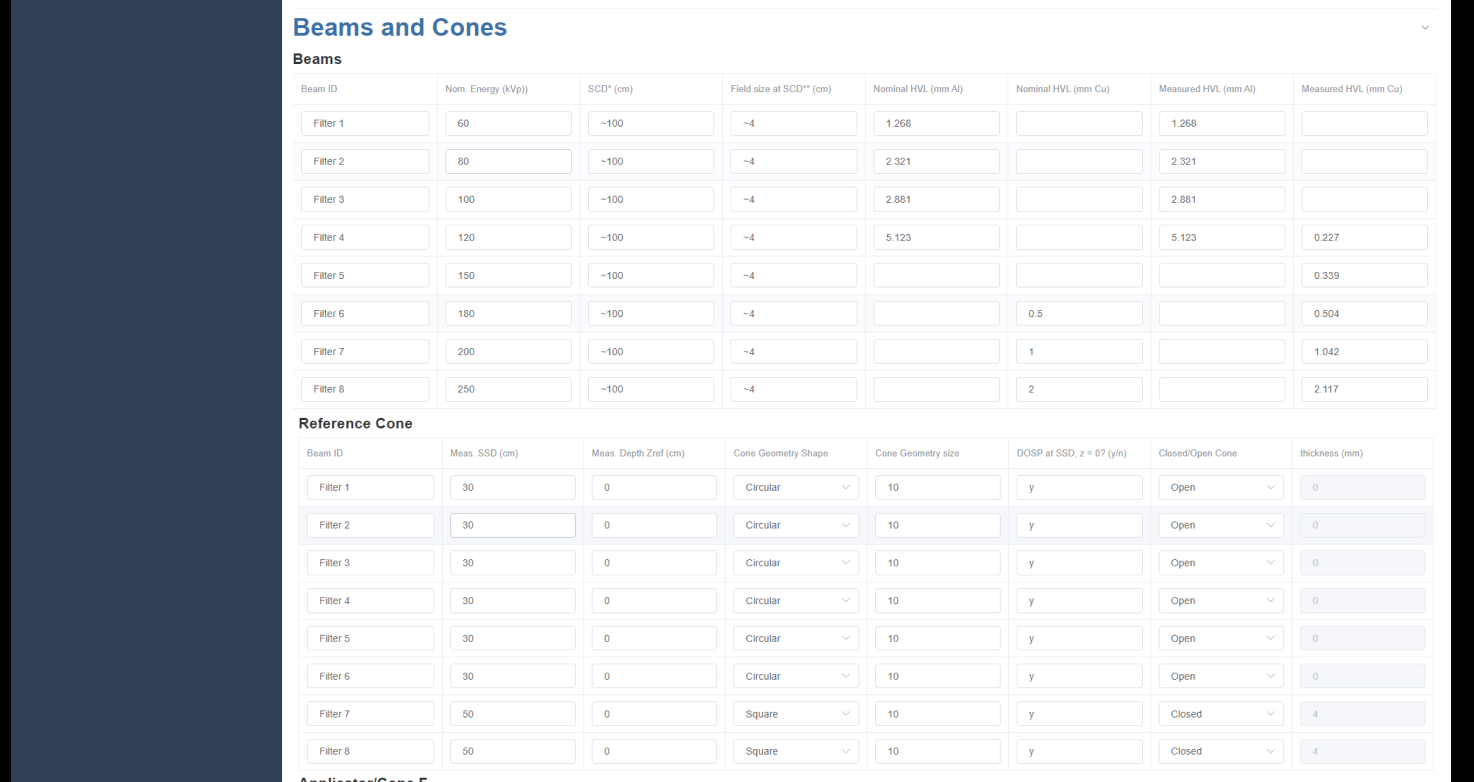 Beams and Cones
Beams
Beam ID Nom. Energy (kVp)) SCD* (cm) Field size at SCD** (cm) Nominal HVL (mm Al) Nominal HVL (mm Cu) Measured HVL (mm Al) Measured HVL (mm Cu)
Filter 1 60 ~100 ~4 1.268 1.268
Filter 2 80 ~100 ~4 2.321 2.321
Filter 3 100 ~100 ~4 2.881 2.881
Filter 4 120 ~100 ~4 5.123 5.123 0.227
Filter 5 150 ~100 ~4 0.339
Filter 6 180 ~100 ~4 0.5 0.504
Filter 7 200 ~100 ~4 1 1.042
Filter 8 250 ~100 ~4 2 2.117
Reference Cone
Beam ID Meas. SSD (cm) Meas. Depth Zref (cm) Cone Geometry Shape Cone Geometry size DOSP at SSD, z = 0? (y/n) Closed/Open Cone thickness (mm)
Filter 1 30 0 Circular 10 y Open 0
Filter 2 30 0 Circular 10 y Open 0
Filter 3 30 0 Circular 10 y Open 0
Filter 4 30 0 Circular 10 y Open 0
Filter 5 30 0 Circular 10 y Open 0
Filter 6 30 0 Circular 10 y Open 0
Filter 7 50 0 Square 10 y Closed 4
Filter 8 50 0 Square 10 y Closed 4